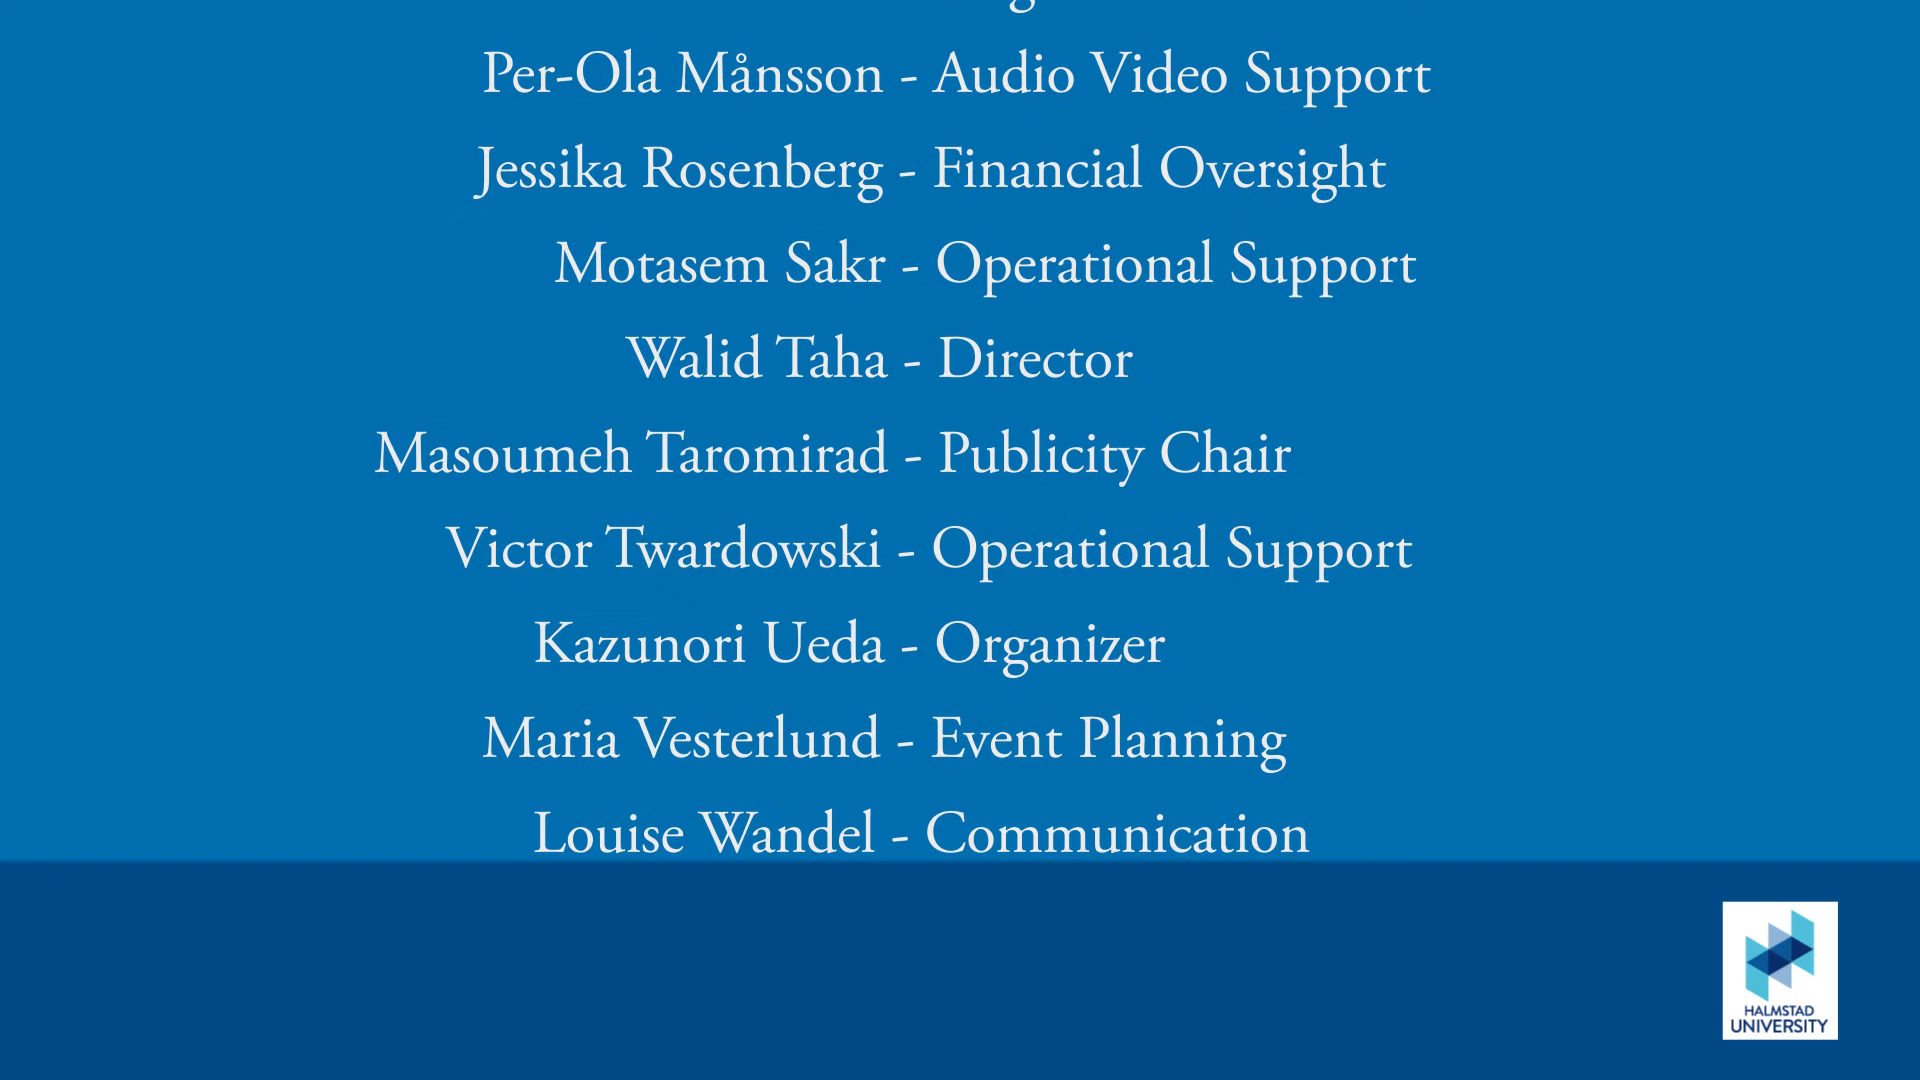 Per-Ola Månsson - Audio Video Support
Jessika Rosenberg - Financial Oversight
Motasem Sakr - Operational Support
Walid Taha - Director
Masoumeh Taromirad - Publicity Chair
Victor Twardowski - Operational Support
Kazunori Ueda - Organizer
Maria Vesterlund - Event Planning
Louise Wandel - Communication
HALMSTAD
UNIVERSITY